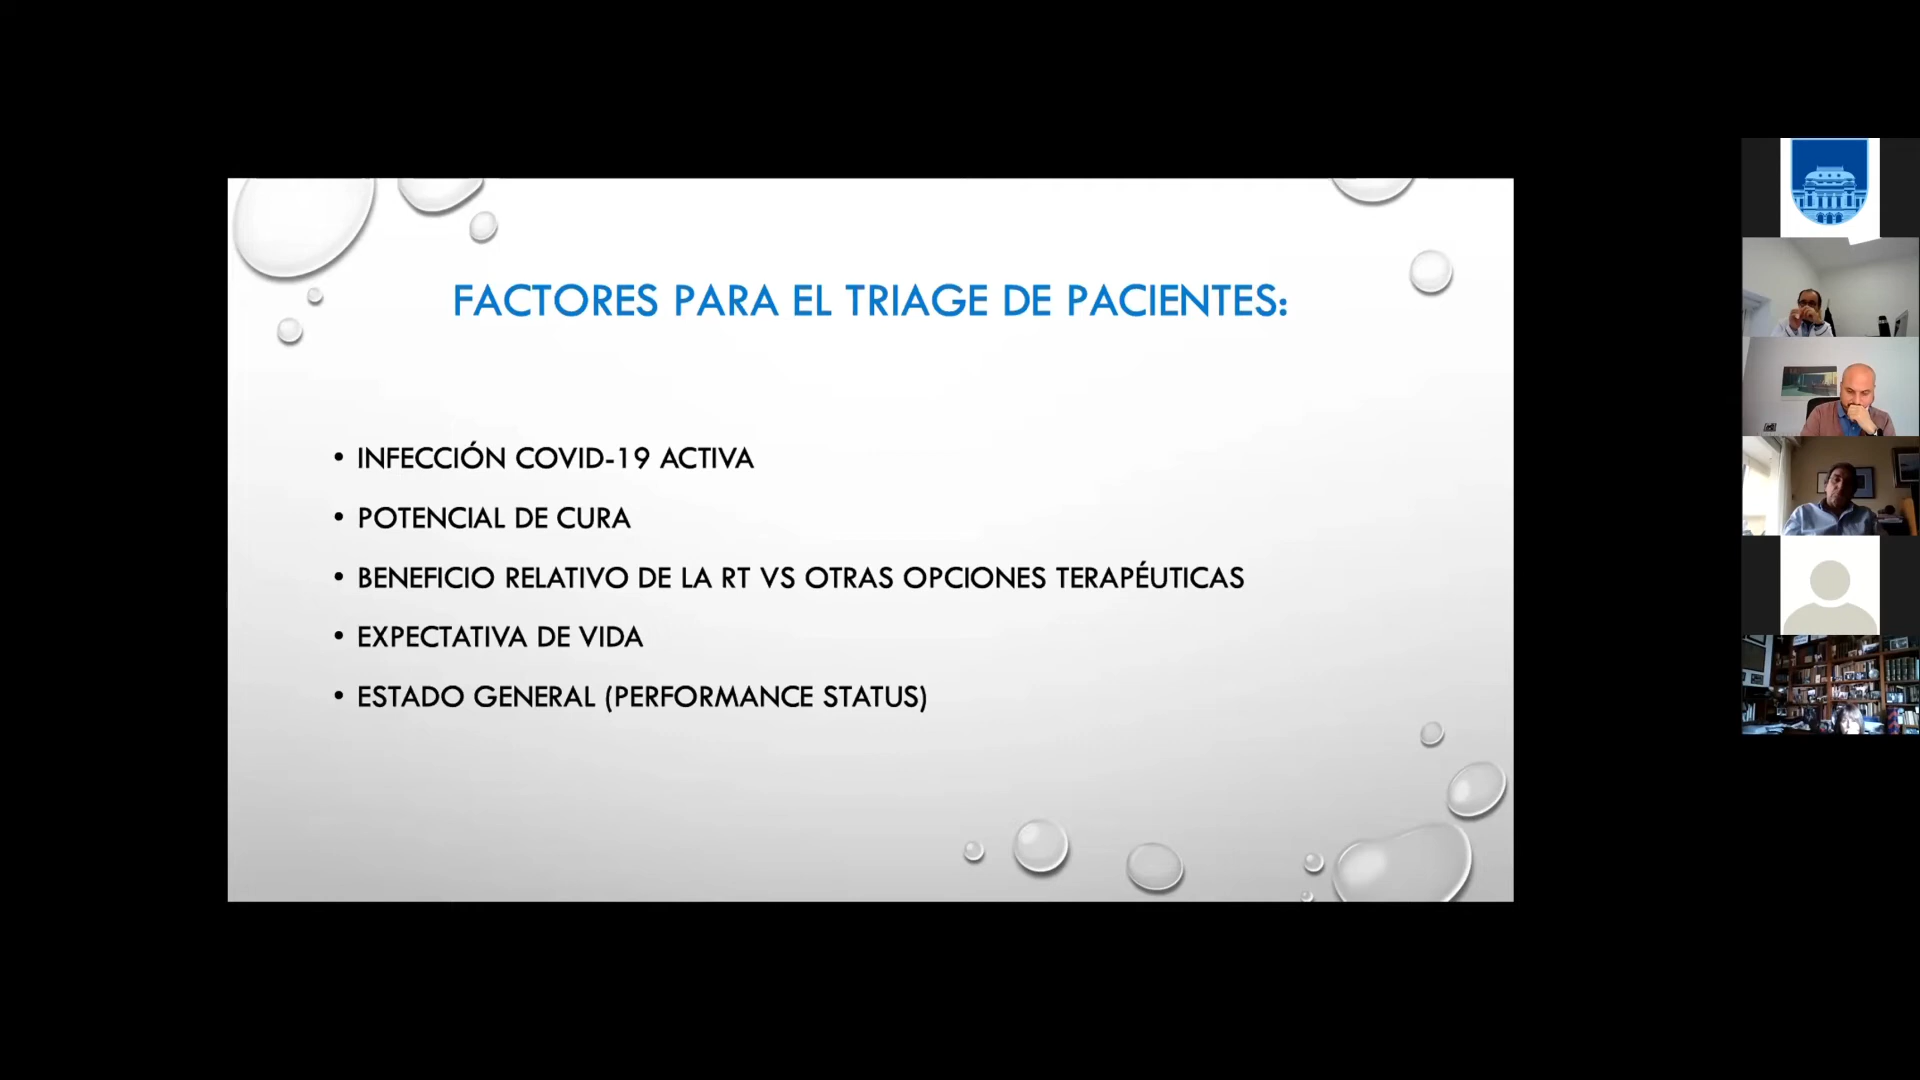 FACTORES PARA EL TRIAGE DE PACIENTES:
• INFECCIÓN COVID-19 ACTIVA
• POTENCIAL DE CURA
• BENEFICIO RELATIVO DE LA RT VS OTRAS OPCIONES TERAPÉUTICAS
• EXPECTATIVA DE VIDA
• ESTADO GENERAL (PERFORMANCE STATUS)